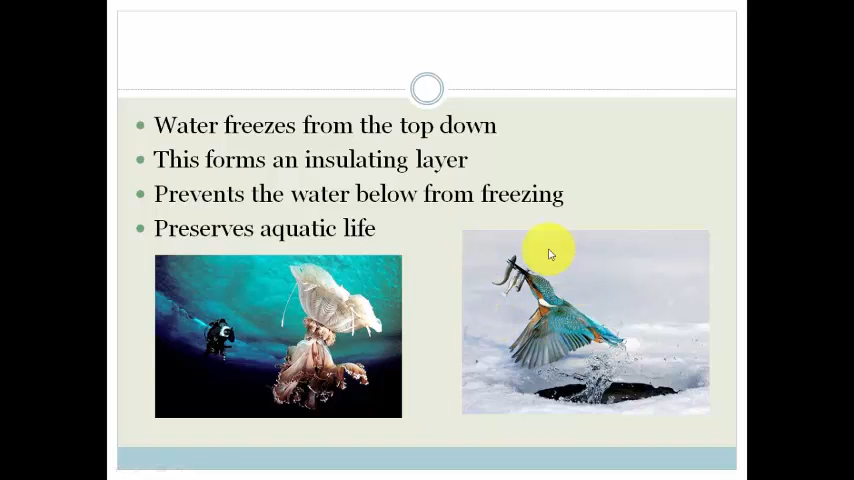 Water freezes from the top down
This forms an insulating layer
Prevents the water below from freezing
Preserves aquatic life